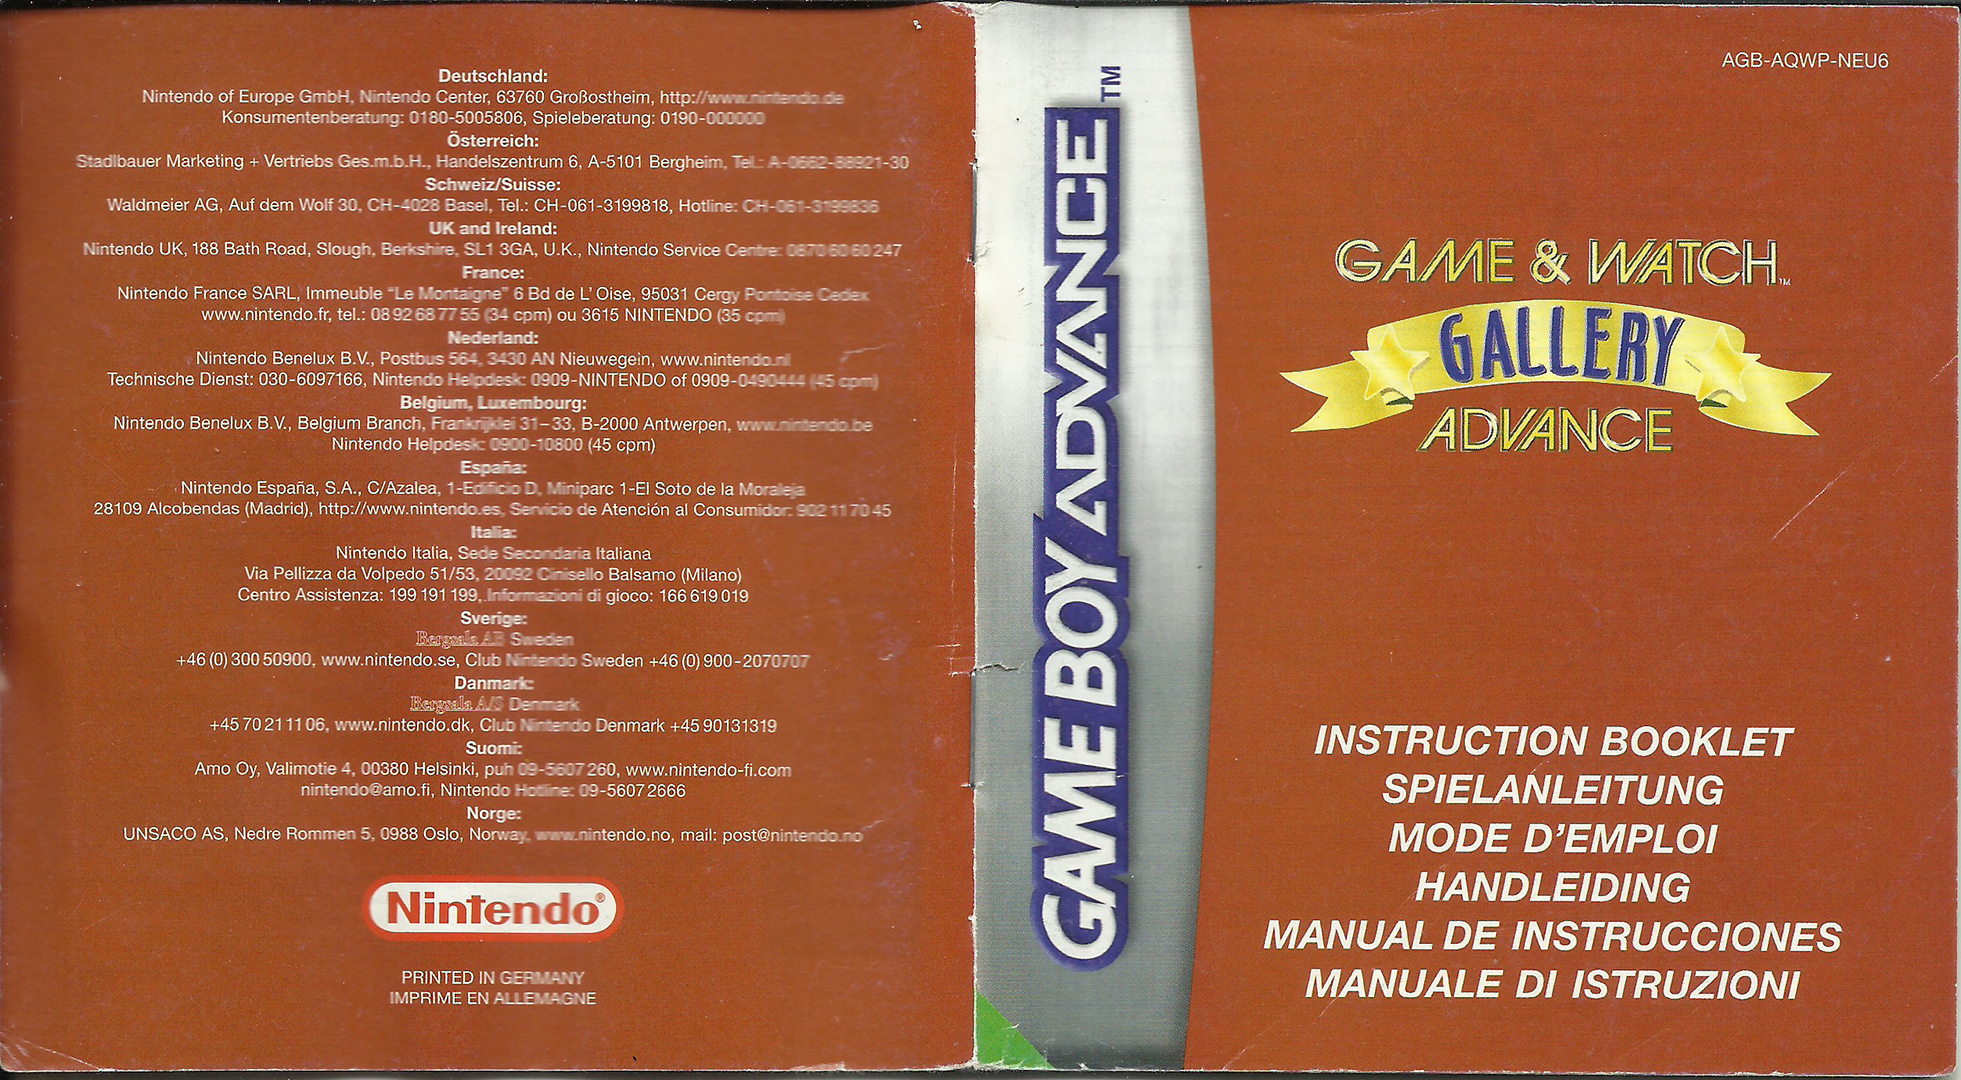 Deutschland:
Nintendo of Europe GmbH, Nintendo Center, 63760 Großostheim, http://www.nintendo.de
Konsumentenberatung: 0180-5005806, Spieleberatung: 0190-000000
Österreich:
Stadlbauer Marketing + Vertriebs Ges.m.b.H., Handelszentrum 6, A-5101 Bergheim, Tel.: A-0662-88921-30
Schweiz/Suisse:
Waldmeier AG, Auf dem Wolf 30, CH-4028 Basel, Tel.: CH-061-3199818, Hotline: CH-061-3199836
UK and Ireland:
Nintendo UK, 188 Bath Road, Slough, Berkshire, SL1 3GA, U.K., Nintendo Service Centre: 0870 60 60 247
France:
Nintendo France SARL, Immeuble “Le Montaigne” 6 Bd de L’Oise, 95031 Cergy Pontoise Cedex
www.nintendo.fr, tel.: 08 92 68 77 55 (34 cpm) ou 3615 NINTENDO (35 cpm)
Nederland:
Nintendo Benelux B.V., Postbus 564, 3430 AN Nieuwegein, www.nintendo.nl
Technische Dienst: 030-6097166, Nintendo Helpdesk: 0909-NINTENDO of 0909-0490444 (45 cpm)
Belgium, Luxembourg:
Nintendo Benelux B.V., Belgium Branch, Frankrijklei 31–33, B-2000 Antwerpen, www.nintendo.be
Nintendo Helpdesk: 0900-10800 (45 cpm)
España:
Nintendo España, S.A., C/Azalea, 1-Edificio D, Miniparc 1-El Soto de la Moraleja
28109 Alcobendas (Madrid), http://www.nintendo.es, Servicio de Atención al Consumidor: 902 11 70 45
Italia:
Nintendo Italia, Sede Secondaria Italiana
Via Pellizza da Volpedo 51/53, 20092 Cinisello Balsamo (Milano)
Centro Assistenza: 199 191 199, Informazioni di gioco: 166 619 019
Sverige:
Bergsala AB Sweden
+46 (0) 300 50900, www.nintendo.se, Club Nintendo Sweden +46 (0) 900-2070707
Danmark:
Bergsala A/S Denmark
+45 70 21 11 06, www.nintendo.dk, Club Nintendo Denmark +45 90131319
Suomi:
Amo Oy, Valimotie 4, 00380 Helsinki, puh 09-5607 260, www.nintendo-fi.com
nintendo@amo.fi, Nintendo Hotline: 09-5607 2666
Norge:
UNSACO AS, Nedre Rommen 5, 0988 Oslo, Norway, www.nintendo.no, mail: post@nintendo.no
Nintendo®
PRINTED IN GERMANY
IMPRIME EN ALLEMAGNE
GAME BOY ADVANCE™
AGB-AQWP-NEU6
GAME & WATCH™
GALLERY
ADVANCE
INSTRUCTION BOOKLET
SPIELANLEITUNG
MODE D’EMPLOI
HANDLEIDING
MANUAL DE INSTRUCCIONES
MANUALE DI ISTRUZIONI